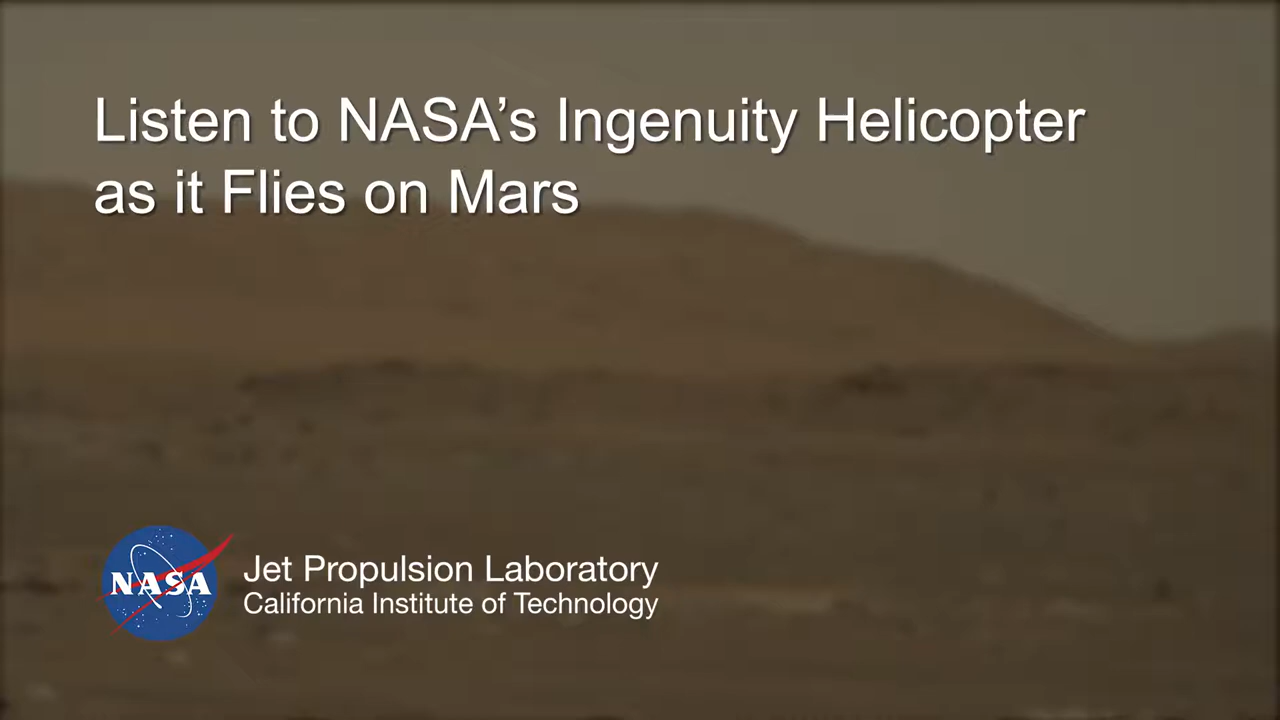 Listen to NASA’s Ingenuity Helicopter
as it Flies on Mars
NASA
Jet Propulsion Laboratory
California Institute of Technology